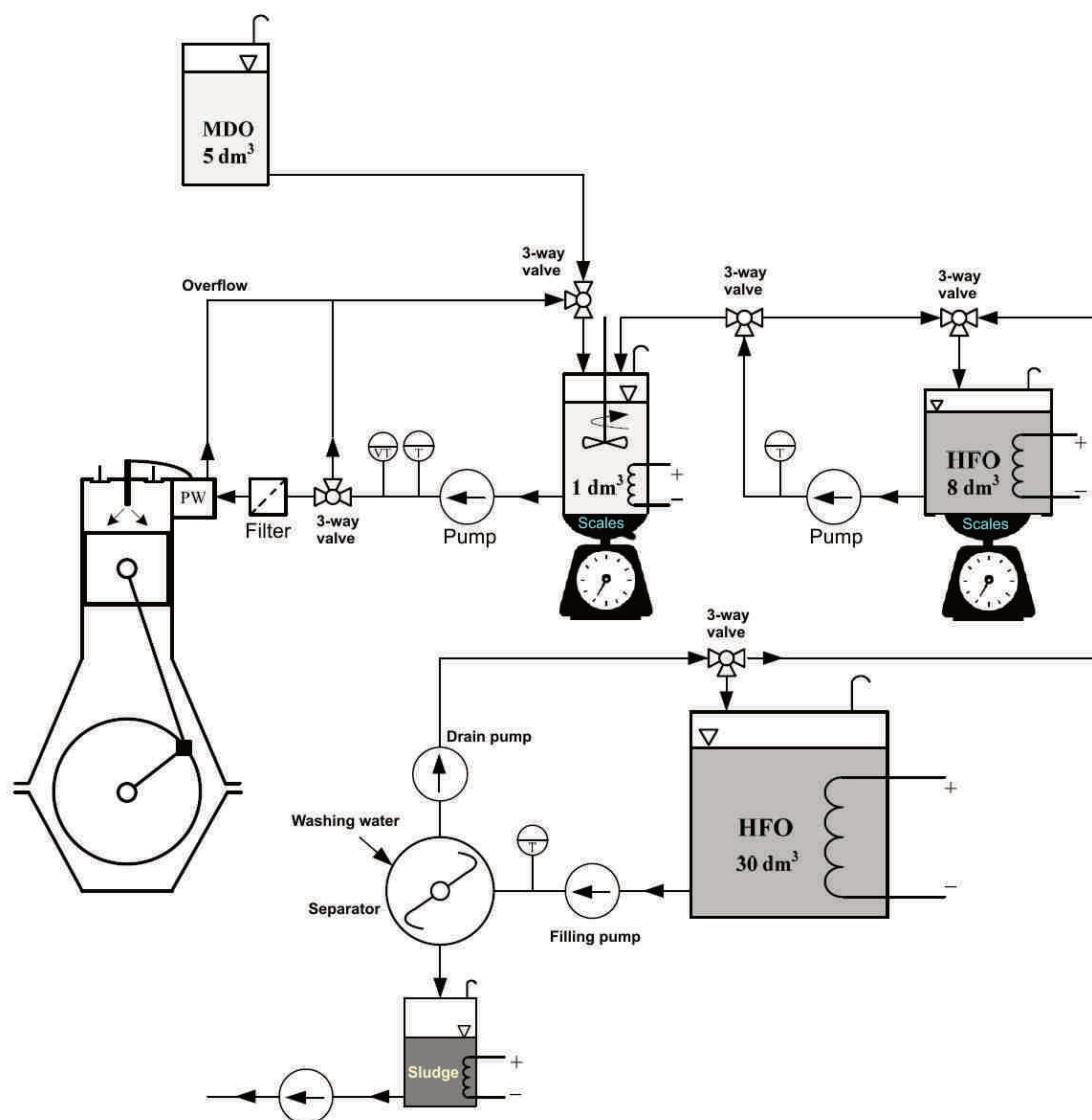 MDO
5 dm³
3-way
valve
3-way
valve
3-way
valve
Overflow
VT
T
T
HFO
8 dm³
+
−
PW
1 dm³
+
−
Filter
3-way
valve
Pump
Scales
Pump
Scales
3-way
valve
Drain pump
+
HFO
30 dm³
−
Washing water
T
Separator
Filling pump
Sludge
+
−